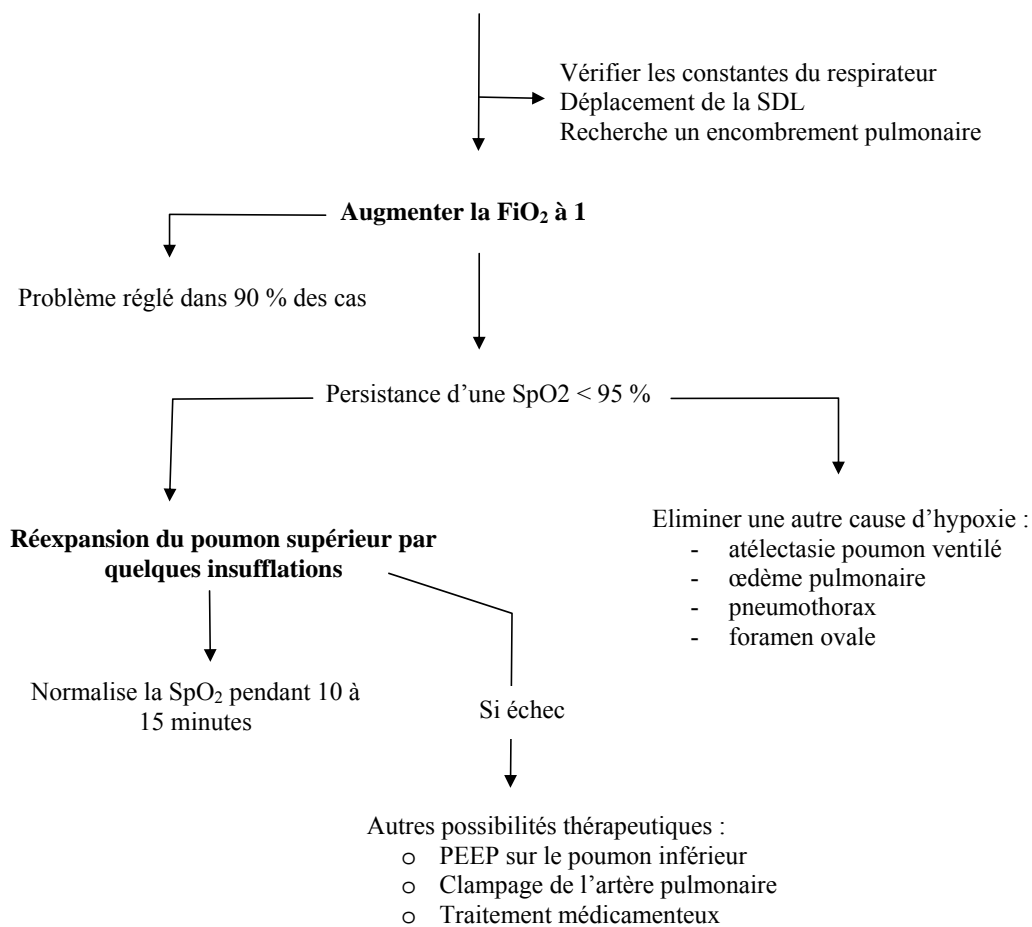 Vérifier les constantes du respirateur
Déplacement de la SDL
Recherche un encombrement pulmonaire
Augmenter la FiO₂ à 1
Problème réglé dans 90 % des cas
Persistance d’une SpO2 < 95 %
Réexpansion du poumon supérieur par
quelques insufflations
Eliminer une autre cause d’hypoxie :
- atélectasie poumon ventilé
- œdème pulmonaire
- pneumothorax
- foramen ovale
Normalise la SpO₂ pendant 10 à
15 minutes
Si échec
Autres possibilités thérapeutiques :
o PEEP sur le poumon inférieur
o Clampage de l’artère pulmonaire
o Traitement médicamenteux